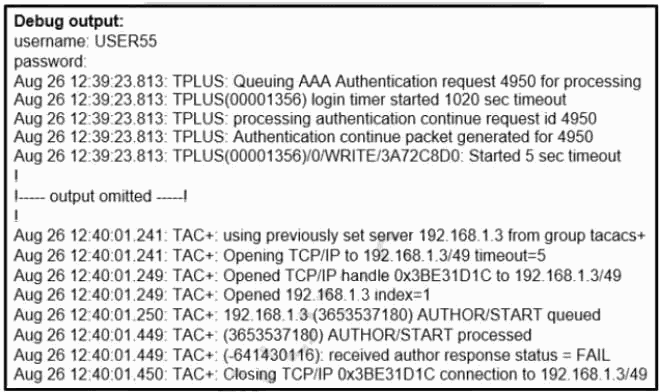 Debug output:
username: USER55
password:
Aug 26 12:39:23.813: TPLUS: Queuing AAA Authentication request 4950 for processing
Aug 26 12:39:23.813: TPLUS(00001356) login timer started 1020 sec timeout
Aug 26 12:39:23.813: TPLUS: processing authentication continue request id 4950
Aug 26 12:39:23.813: TPLUS: Authentication continue packet generated for 4950
Aug 26 12:39:23.813: TPLUS(00001356)/0/WRITE/3A72C8D0: Started 5 sec timeout
!
!----- output omitted -----!
!
Aug 26 12:40:01.241: TAC+: using previously set server 192.168.1.3 from group tacacs+
Aug 26 12:40:01.241: TAC+: Opening TCP/IP to 192.168.1.3/49 timeout=5
Aug 26 12:40:01.249: TAC+: Opened TCP/IP handle 0x3BE31D1C to 192.168.1.3/49
Aug 26 12:40:01.249: TAC+: Opened 192.168.1.3 index=1
Aug 26 12:40:01.250: TAC+: 192.168.1.3 (3653537180) AUTHOR/START queued
Aug 26 12:40:01.449: TAC+: (3653537180) AUTHOR/START processed
Aug 26 12:40:01.449: TAC+: (-641430116): received author response status = FAIL
Aug 26 12:40:01.450: TAC+: Closing TCP/IP 0x3BE31D1C connection to 192.168.1.3/49